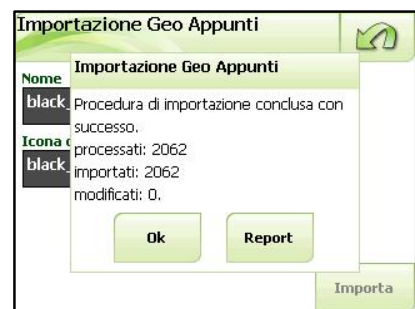 Importazione Geo Appunti
Importazione Geo Appunti
Nome
black_
Procedura di importazione conclusa con
successo.
Icona
black_
processati: 2062
importati: 2062
modificati: 0.
Ok
Report
Importa